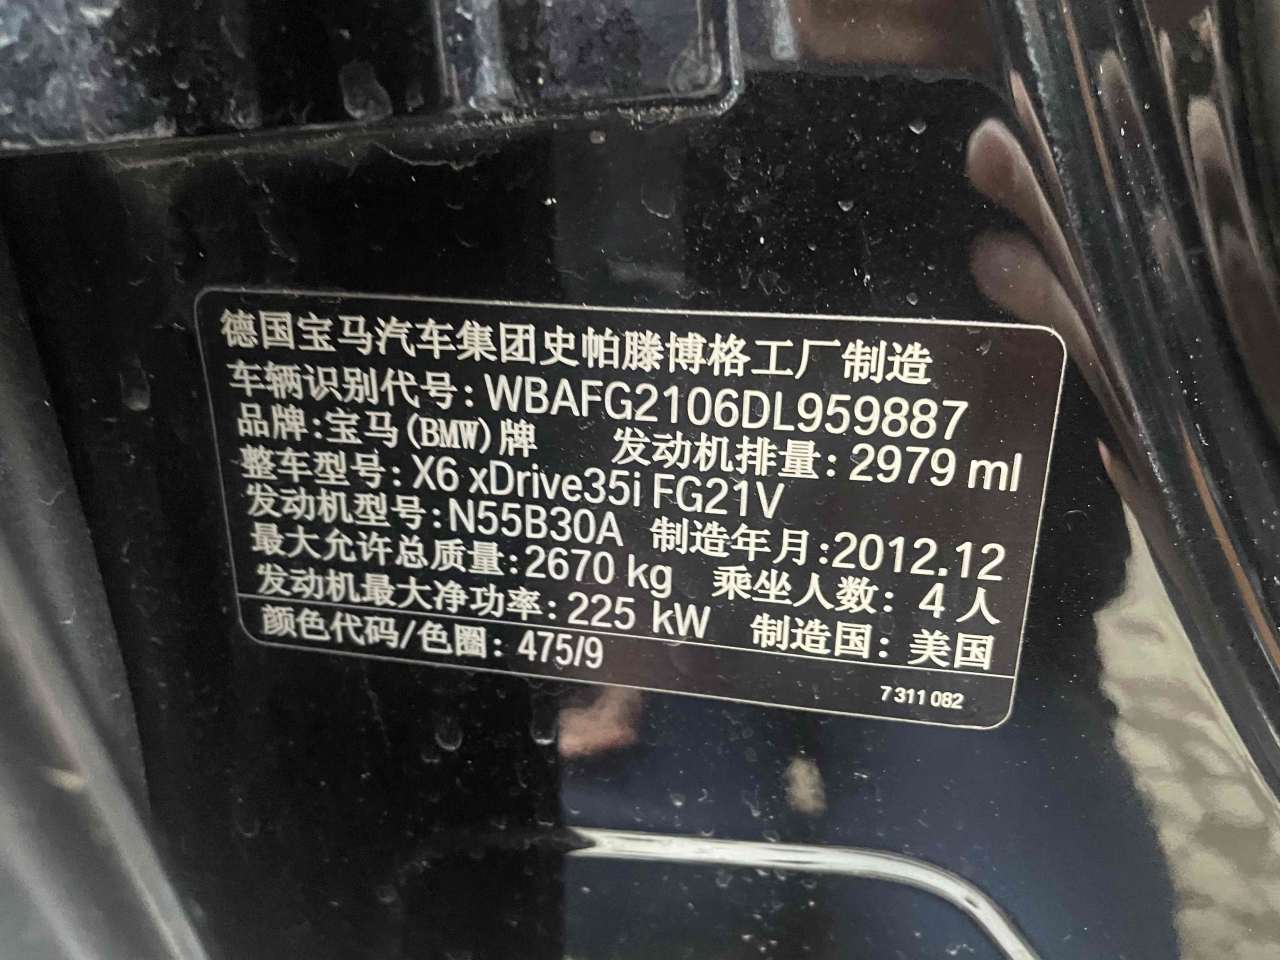 德国宝马汽车集团史帕滕博格工厂制造
车辆识别代号: WBAFG2106DL959887
品牌:宝马(BMW)牌 发动机排量: 2979 ml
整车型号: X6 xDrive35i FG21V
发动机型号:N55B30A 制造年月:2012.12
最大允许总质量:2670 kg 乘坐人数: 4 人
发动机最大净功率: 225 kW 制造国: 美国
颜色代码/色圈: 475/9
7 311 082